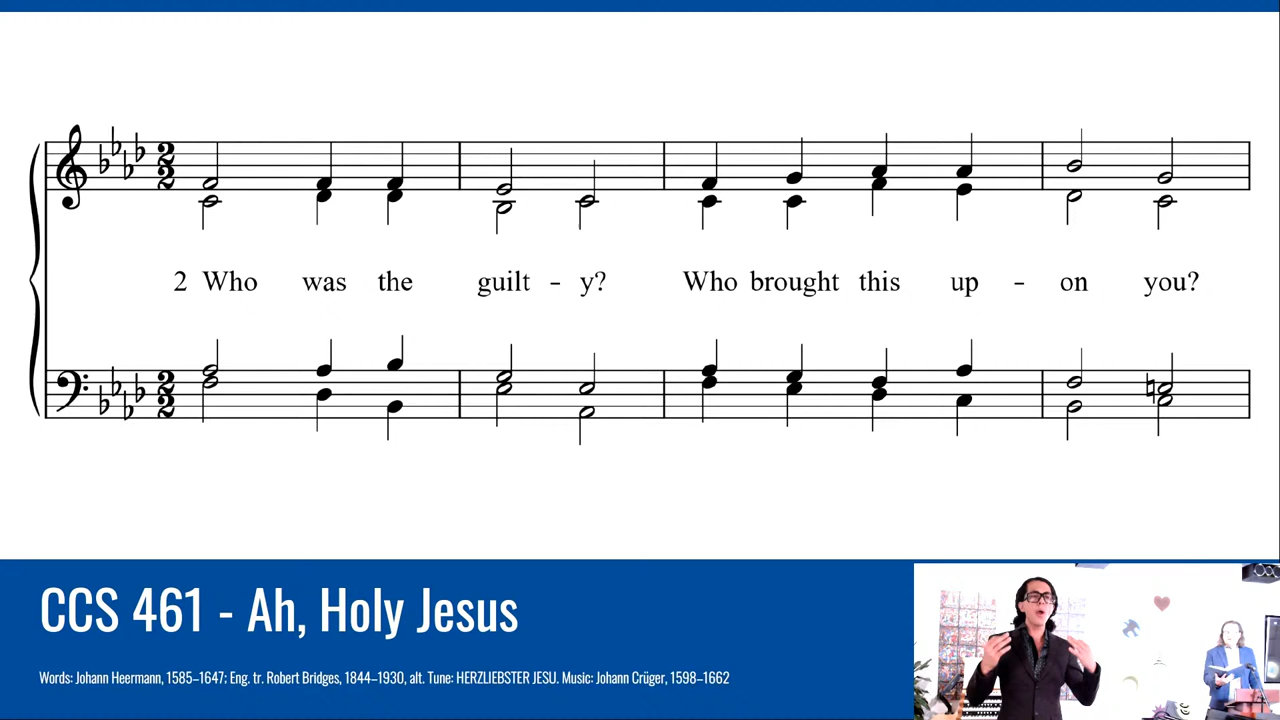 2 Who was the guilt - y? Who brought this up - on you?
CCS 461 - Ah, Holy Jesus
Words: Johann Heermann, 1585–1647; Eng. tr. Robert Bridges, 1844–1930, alt. Tune: HERZLIEBSTER JESU. Music: Johann Crüger, 1598–1662